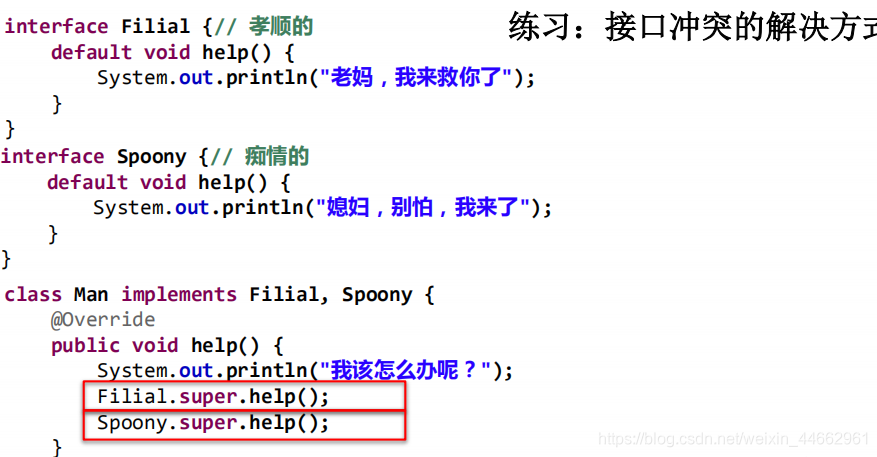 练习：接口冲突的解决方式
interface Filial {// 孝顺的
default void help() {
System.out.println("老妈，我来救你了");
}
}
interface Spoony {// 痴情的
default void help() {
System.out.println("媳妇，别怕，我来了");
}
}
class Man implements Filial, Spoony {
@Override
public void help() {
System.out.println("我该怎么办呢？");
Filial.super.help();
Spoony.super.help();
}
https://blog.csdn.net/weixin_44662961